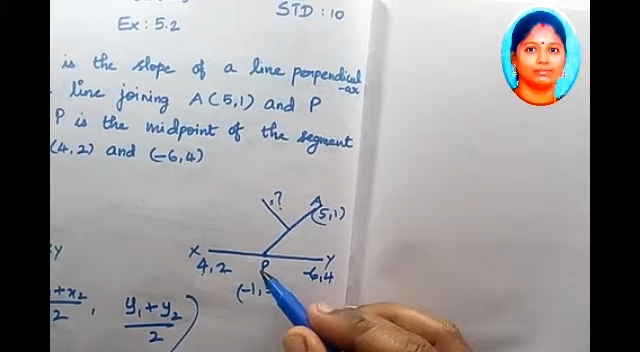 STD : 10
Ex : 5.2
is the slope of a line perpendicul
-ar
line joining A(5,1) and P
P is the midpoint of the segment
(4,2) and (-6,4)
?
A
(5,1)
X
Y
4,2
P
-6,4
(-1,
+ x2
2
,
y1 + y2
2
)